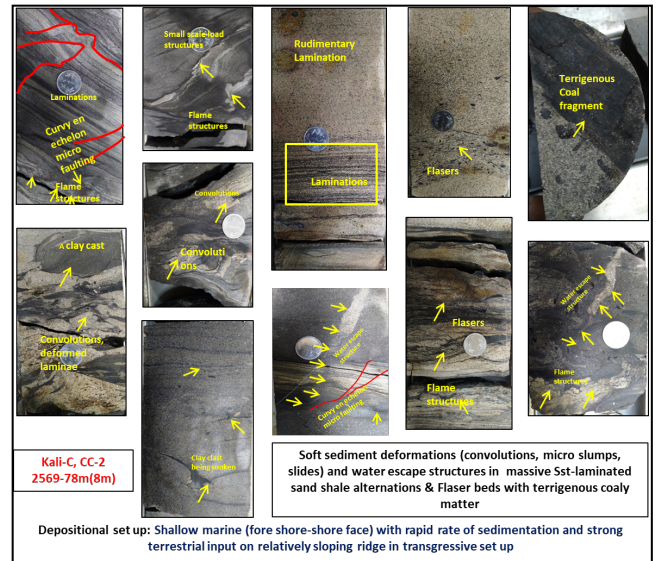 Laminations
Curvy en
echelon
micro
faulting
Flame
structures
Small scale load
structures
Flame
structures
Rudimentary
Lamination
Laminations
Flasers
Terrigenous
Coal
fragment
Convolutions
Convoluti
ons
A clay cast
Convolutions,
deformed
laminae
Clay clast
being sunken
Water escape
structure
Curvy en echelon
micro faulting
Flasers
Flame
structures
Water escape
structure
Flame
structures
Kali-C, CC-2
2569-78m(8m)
Soft sediment deformations (convolutions, micro slumps,
slides) and water escape structures in massive Sst-laminated
sand shale alternations & Flaser beds with terrigenous coaly
matter
Depositional set up: Shallow marine (fore shore-shore face) with rapid rate of sedimentation and strong
terrestrial input on relatively sloping ridge in transgressive set up